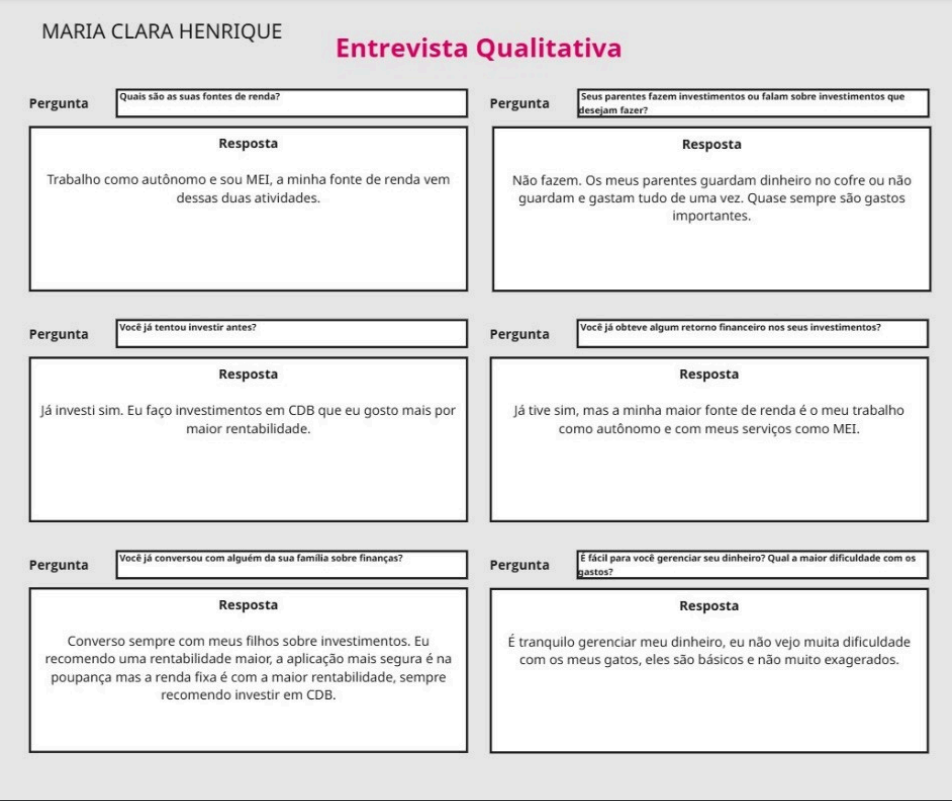 MARIA CLARA HENRIQUE
Entrevista Qualitativa
Pergunta
Quais são as suas fontes de renda?
Resposta
Trabalho como autônomo e sou MEI, a minha fonte de renda vem
dessas duas atividades.
Pergunta
Seus parentes fazem investimentos ou falam sobre investimentos que
desejam fazer?
Resposta
Não fazem. Os meus parentes guardam dinheiro no cofre ou não
guardam e gastam tudo de uma vez. Quase sempre são gastos
importantes.
Pergunta
Você já tentou investir antes?
Resposta
Já investi sim. Eu faço investimentos em CDB que eu gosto mais por
maior rentabilidade.
Pergunta
Você já obteve algum retorno financeiro nos seus investimentos?
Resposta
Já tive sim, mas a minha maior fonte de renda é o meu trabalho
como autônomo e com meus serviços como MEI.
Pergunta
Você já conversou com alguém da sua família sobre finanças?
Resposta
Converso sempre com meus filhos sobre investimentos. Eu
recomendo uma rentabilidade maior, a aplicação mais segura é na
poupança mas a renda fixa é com a maior rentabilidade, sempre
recomendo investir em CDB.
Pergunta
É fácil para você gerenciar seu dinheiro? Qual a maior dificuldade com os
gastos?
Resposta
É tranquilo gerenciar meu dinheiro, eu não vejo muita dificuldade
com os meus gatos, eles são básicos e não muito exagerados.